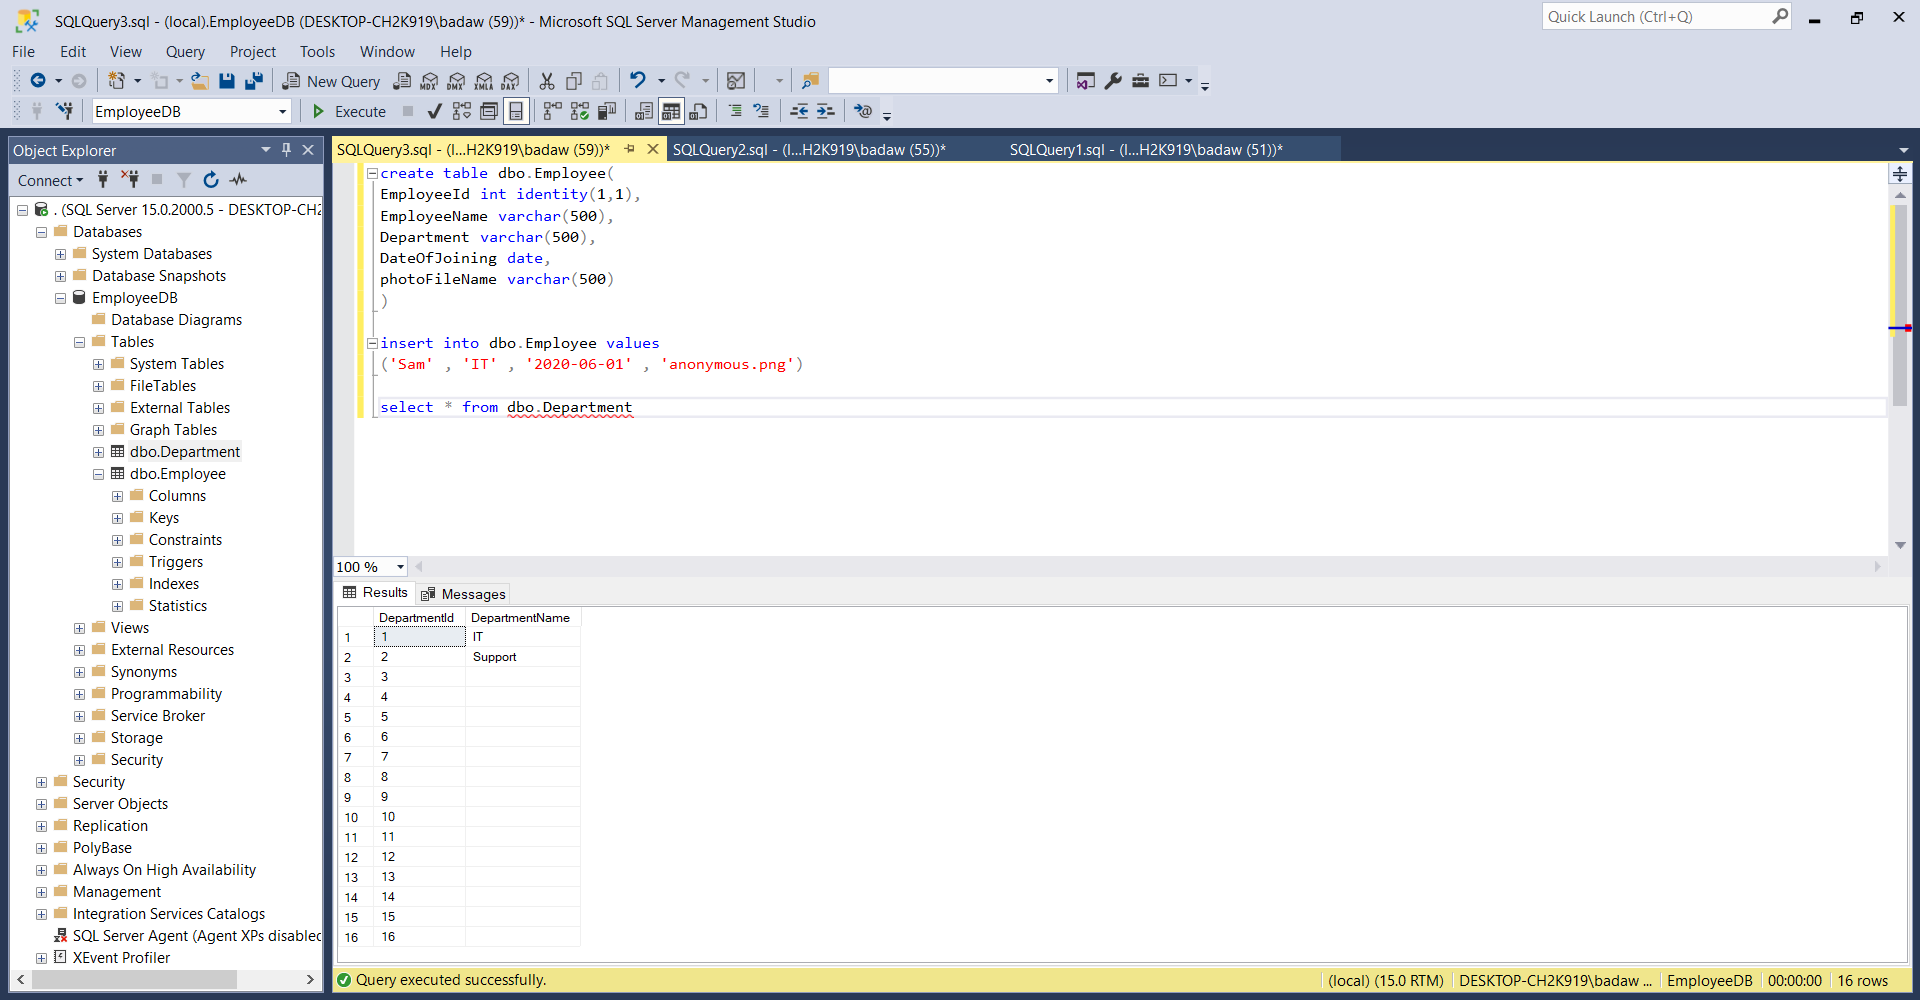 SQLQuery3.sql - (local).EmployeeDB (DESKTOP-CH2K919\badaw (59))* - Microsoft SQL Server Management Studio
Quick Launch (Ctrl+Q)
File Edit View Query Project Tools Window Help
New Query MDX DMX XMLA DAX
EmployeeDB Execute
Object Explorer
Connect
. (SQL Server 15.0.2000.5 - DESKTOP-CH2
Databases
System Databases
Database Snapshots
EmployeeDB
Database Diagrams
Tables
System Tables
FileTables
External Tables
Graph Tables
dbo.Department
dbo.Employee
Columns
Keys
Constraints
Triggers
Indexes
Statistics
Views
External Resources
Synonyms
Programmability
Service Broker
Storage
Security
Security
Server Objects
Replication
PolyBase
Always On High Availability
Management
Integration Services Catalogs
SQL Server Agent (Agent XPs disabled
XEvent Profiler
SQLQuery3.sql - (l...H2K919\badaw (59))* SQLQuery2.sql - (l...H2K919\badaw (55))* SQLQuery1.sql - (l...H2K919\badaw (51))*
create table dbo.Employee(
EmployeeId int identity(1,1),
EmployeeName varchar(500),
Department varchar(500),
DateOfJoining date,
photoFileName varchar(500)
)
insert into dbo.Employee values
('Sam' , 'IT' , '2020-06-01' , 'anonymous.png')
select * from dbo.Department
100 %
Results Messages
DepartmentId DepartmentName
1 1 IT
2 2 Support
3 3
4 4
5 5
6 6
7 7
8 8
9 9
10 10
11 11
12 12
13 13
14 14
15 15
16 16
Query executed successfully. (local) (15.0 RTM) DESKTOP-CH2K919\badaw ... EmployeeDB 00:00:00 16 rows